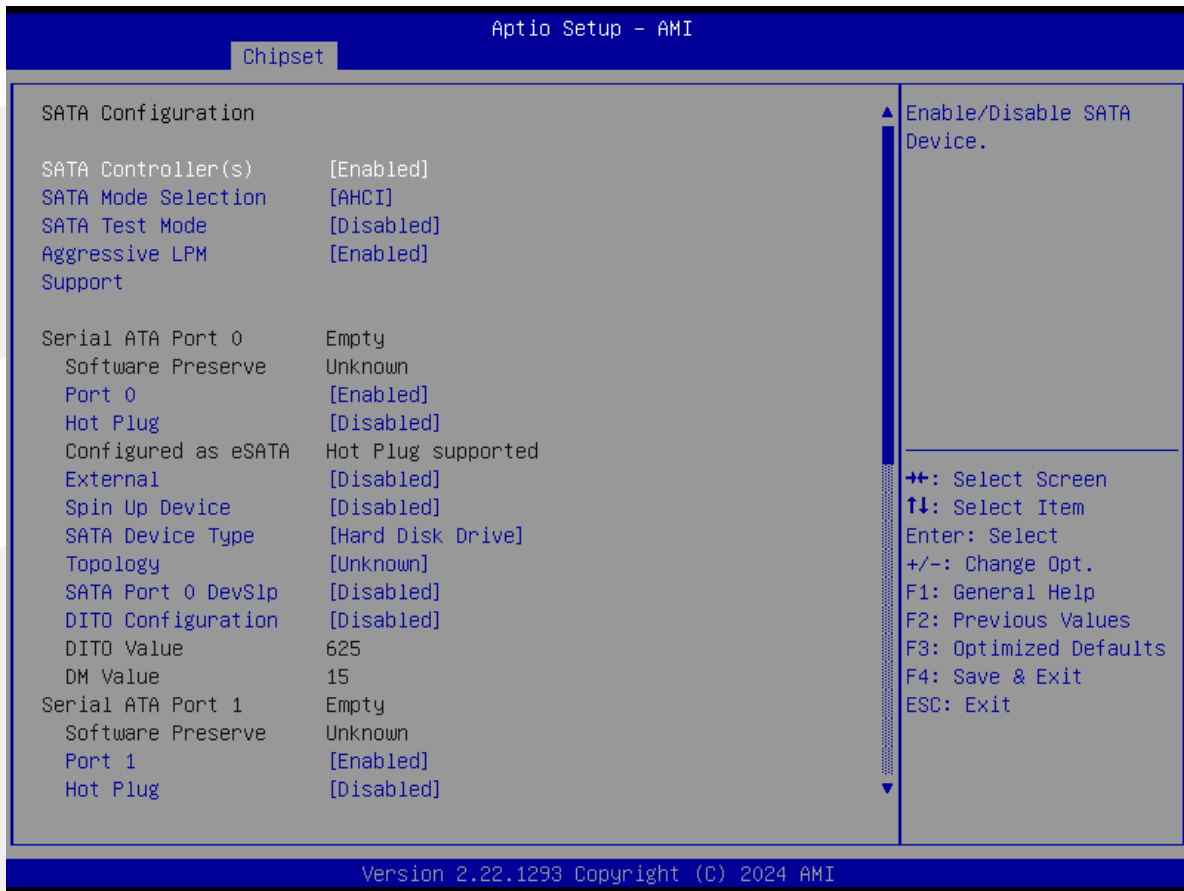 Aptio Setup – AMI
Chipset
SATA Configuration
SATA Controller(s) [Enabled]
SATA Mode Selection [AHCI]
SATA Test Mode [Disabled]
Aggressive LPM [Enabled]
Support
Serial ATA Port 0 Empty
Software Preserve Unknown
Port 0 [Enabled]
Hot Plug [Disabled]
Configured as eSATA Hot Plug supported
External [Disabled]
Spin Up Device [Disabled]
SATA Device Type [Hard Disk Drive]
Topology [Unknown]
SATA Port 0 DevSlp [Disabled]
DITO Configuration [Disabled]
DITO Value 625
DM Value 15
Serial ATA Port 1 Empty
Software Preserve Unknown
Port 1 [Enabled]
Hot Plug [Disabled]
Enable/Disable SATA
Device.
→←: Select Screen
↑↓: Select Item
Enter: Select
+/-: Change Opt.
F1: General Help
F2: Previous Values
F3: Optimized Defaults
F4: Save & Exit
ESC: Exit
Version 2.22.1293 Copyright (C) 2024 AMI